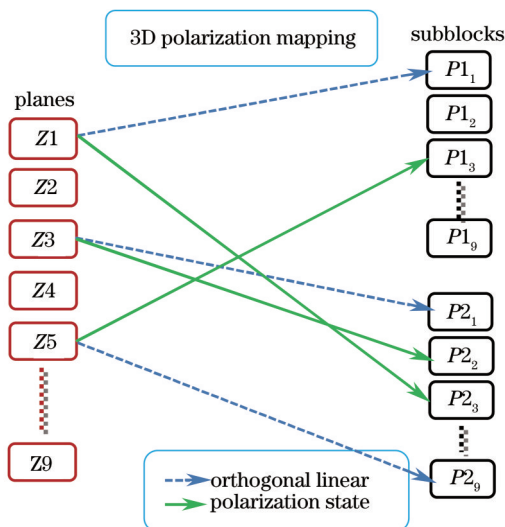 3D polarization mapping
subblocks
planes
Z1
Z2
Z3
Z4
Z5
Z9
P1₁
P1₂
P1₃
P1₉
P2₁
P2₂
P2₃
P2₉
orthogonal linear
polarization state